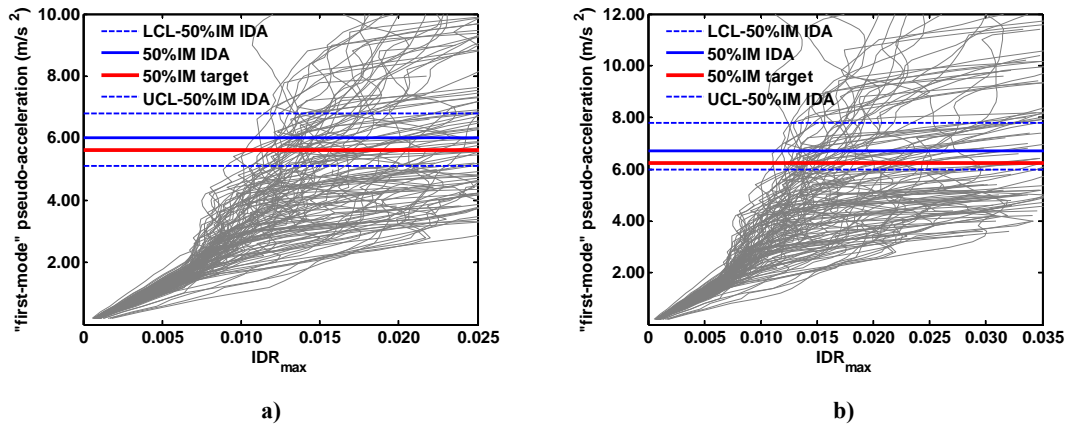 10.00
8.00
6.00
4.00
2.00
"first-mode" pseudo-acceleration (m/s ²)
LCL-50%IM IDA
50%IM IDA
50%IM target
UCL-50%IM IDA
0 0.005 0.010 0.015 0.020 0.025
IDRmax
a)
12.00
10.00
8.00
6.00
4.00
2.00
"first-mode" pseudo-acceleration (m/s ²)
LCL-50%IM IDA
50%IM IDA
50%IM target
UCL-50%IM IDA
0 0.005 0.010 0.015 0.020 0.025 0.030 0.035
IDRmax
b)